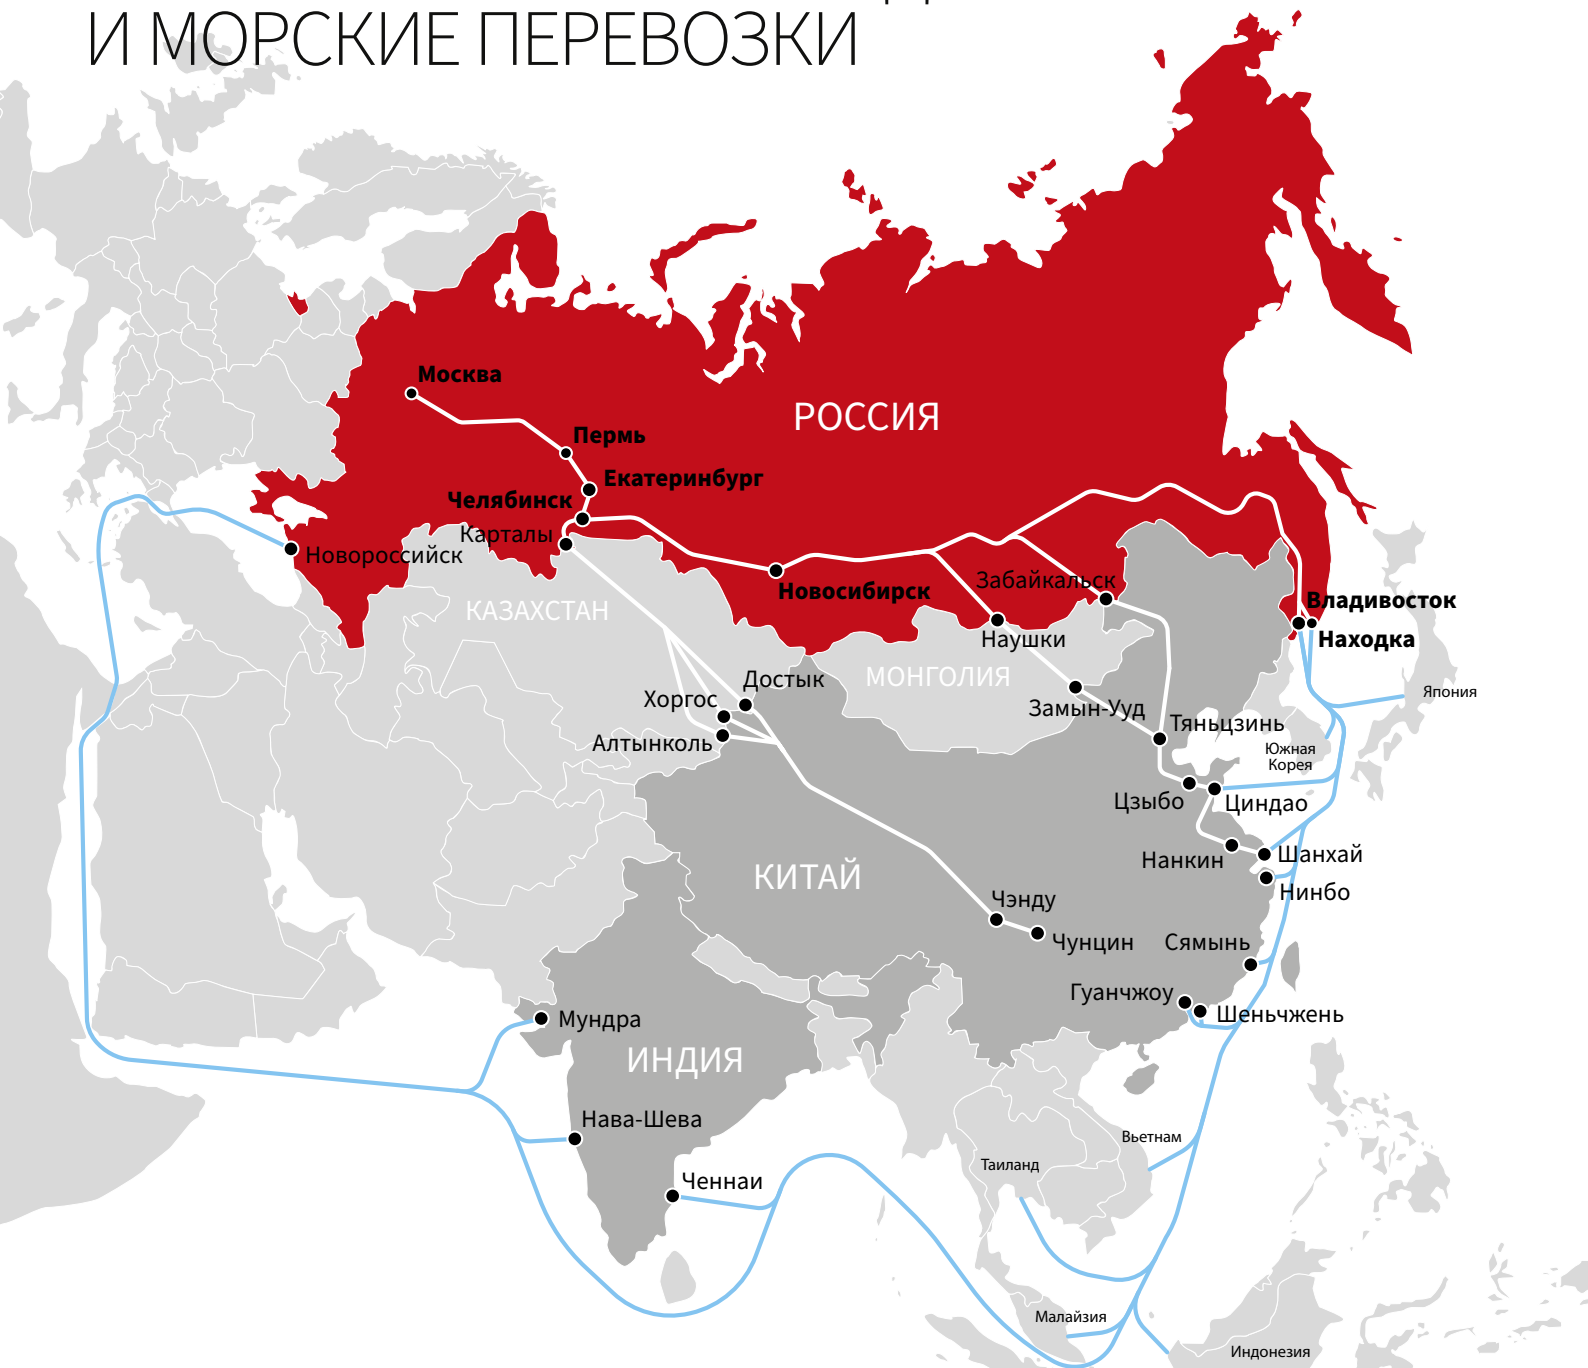 И МОРСКИЕ ПЕРЕВОЗКИ
Москва
РОССИЯ
Пермь
Екатеринбург
Челябинск
Карталы
Новороссийск
Новосибирск
Забайкальск
КАЗАХСТАН
Владивосток
Наушки
Находка
МОНГОЛИЯ
Достык
Хоргос
Япония
Замын-Ууд
Тяньцзинь
Алтынколь
Южная
Корея
Цзыбо
Циндао
Нанкин
Шанхай
КИТАЙ
Нинбо
Чэнду
Чунцин
Сямынь
Гуанчжоу
Шеньчжень
Мундра
ИНДИЯ
Нава-Шева
Вьетнам
Таиланд
Ченнаи
Малайзия
Индонезия